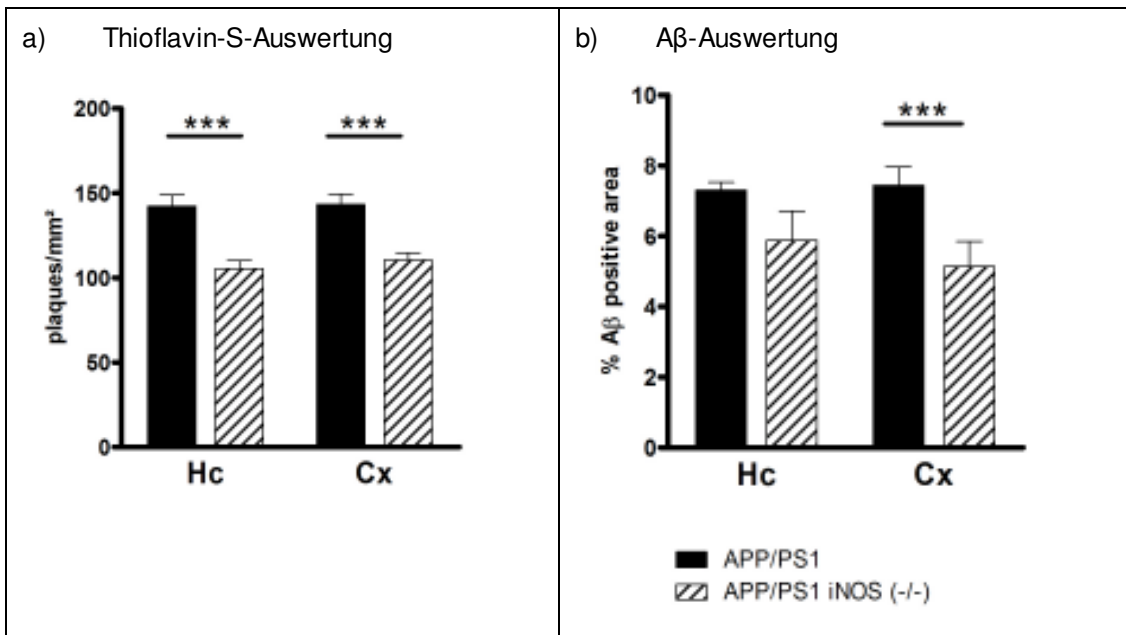 a) Thioflavin-S-Auswertung
200
150
100
50
0
plaques/mm²
***
***
Hc
Cx
b) Aβ-Auswertung
10
8
6
4
2
0
% Aβ positive area
***
Hc
Cx
APP/PS1
APP/PS1 iNOS (-/-)